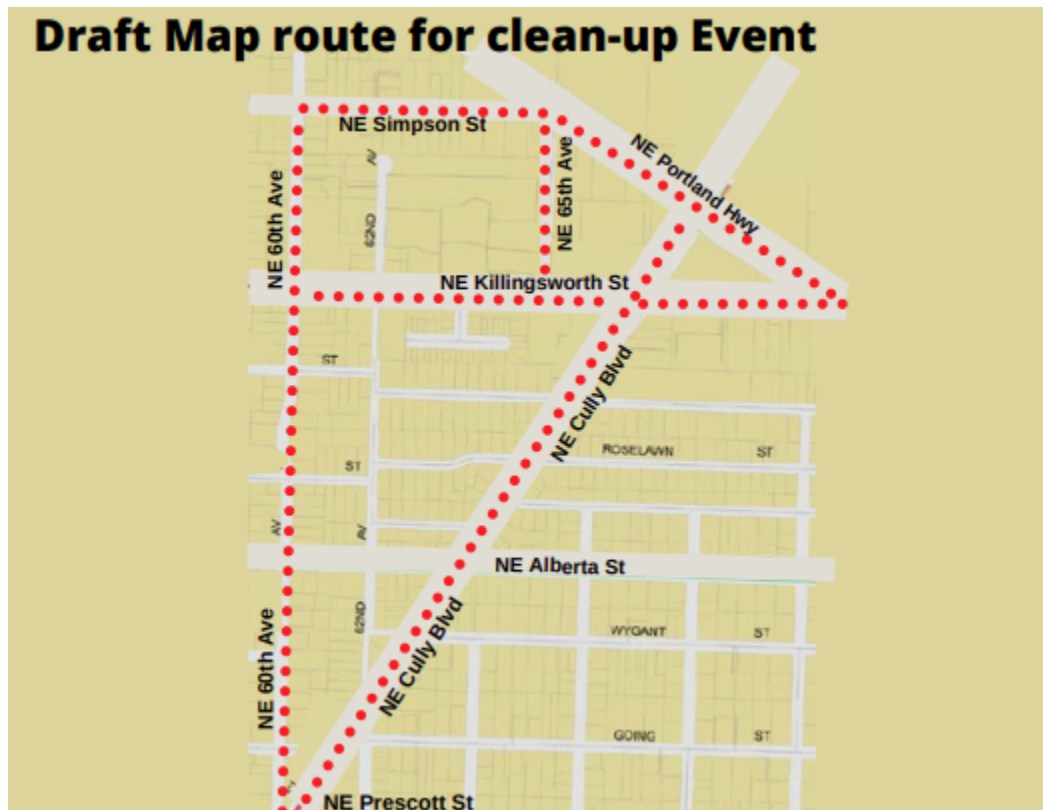 Draft Map route for clean-up Event
NE Simpson St
NE Portland Hwy
AV
NE 65th Ave
NE 60th Ave
62ND
NE Killingsworth St
ST
NE Cully Blvd
ROSELAWN
ST
ST
AV
AV
NE Alberta St
62ND
WYGANT
ST
NE Cully Blvd
NE 60th Ave
GOING
ST
NE Prescott St